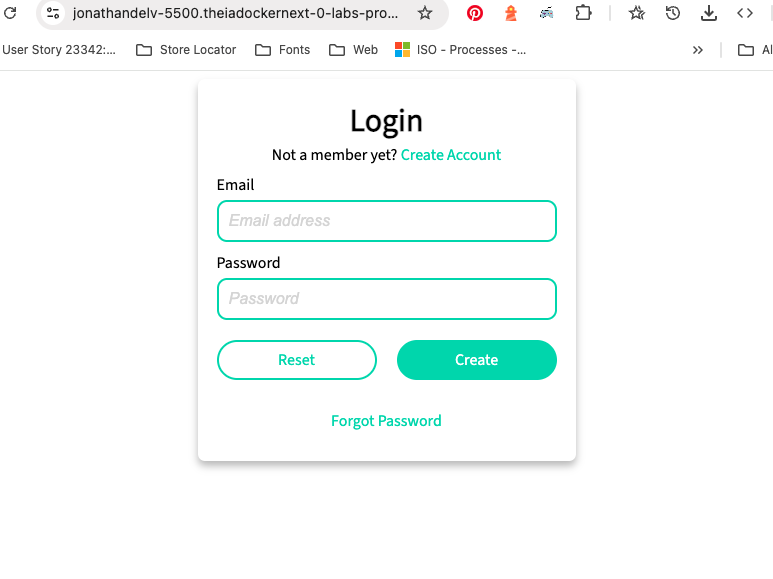 jonathandelv-5500.theiadockernext-0-labs-pro...
User Story 23342:... Store Locator Fonts Web ISO - Processes -... » Al
Login
Not a member yet? Create Account
Email
Email address
Password
Password
Reset Create
Forgot Password